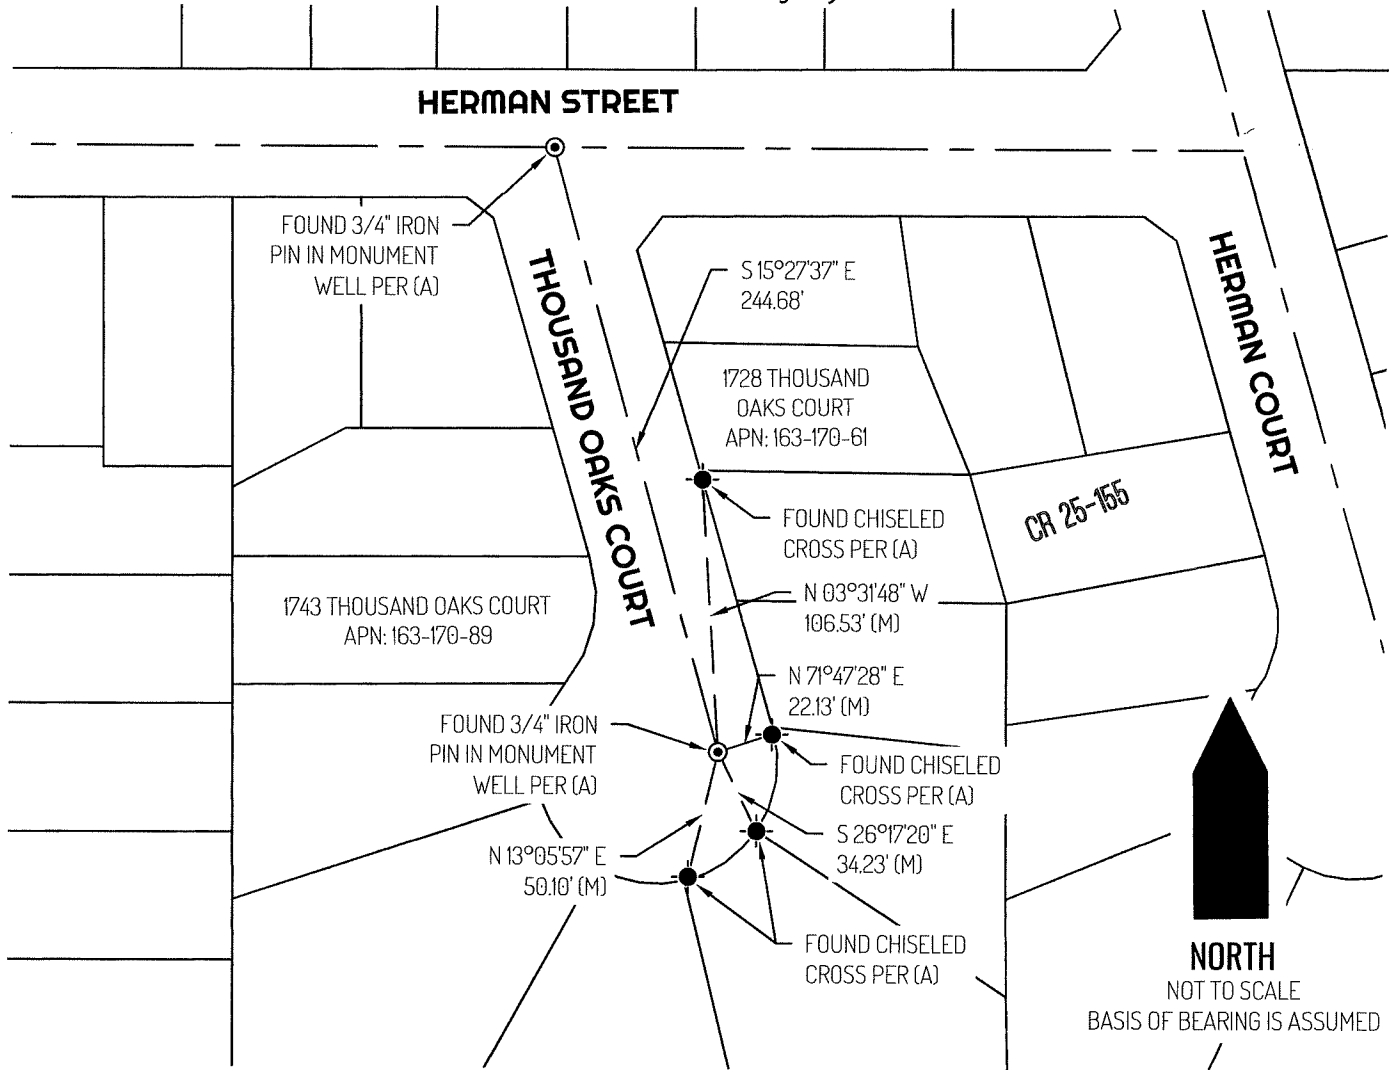 HERMAN STREET
FOUND 3/4" IRON
PIN IN MONUMENT
WELL PER (A)
THOUSAND OAKS COURT
S 15°27'37" E
244.68'
HERMAN COURT
1728 THOUSAND
OAKS COURT
APN: 163-170-61
CR 25-155
FOUND CHISELED
CROSS PER (A)
1743 THOUSAND OAKS COURT
APN: 163-170-89
N 03°31'48" W
106.53' (M)
N 71°47'28" E
22.13' (M)
FOUND 3/4" IRON
PIN IN MONUMENT
WELL PER (A)
FOUND CHISELED
CROSS PER (A)
S 26°17'20" E
34.23' (M)
N 13°05'57" E
50.10' (M)
FOUND CHISELED
CROSS PER (A)
NORTH
NOT TO SCALE
BASIS OF BEARING IS ASSUMED